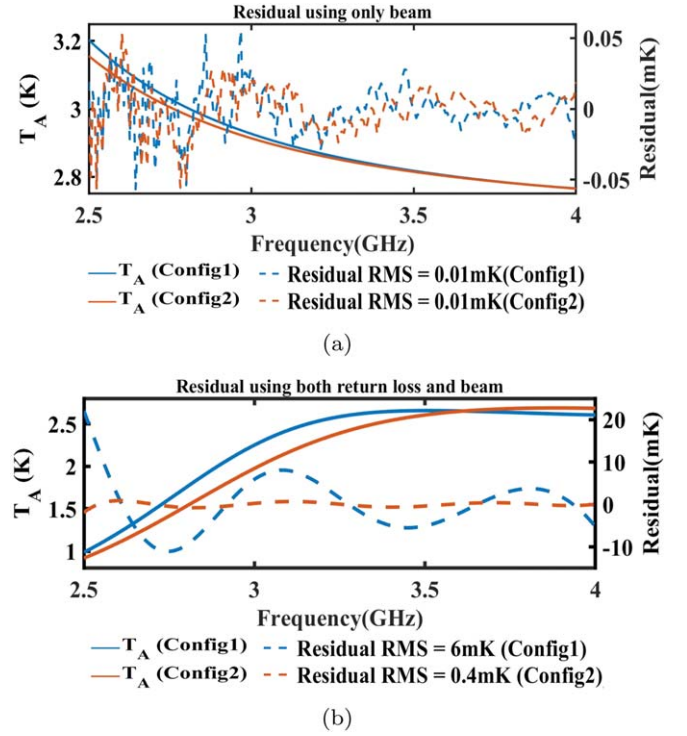 Residual using only beam
3.2
3
2.8
T_A (K)
0.05
0
-0.05
Residual(mK)
2.5 3 3.5 4
Frequency(GHz)
T_A (Config1) Residual RMS = 0.01mK(Config1)
T_A (Config2) Residual RMS = 0.01mK(Config2)
(a)
Residual using both return loss and beam
2.5
2
1.5
1
T_A (K)
20
10
0
-10
Residual(mK)
2.5 3 3.5 4
Frequency(GHz)
T_A (Config1) Residual RMS = 6mK (Config1)
T_A (Config2) Residual RMS = 0.4mK (Config2)
(b)